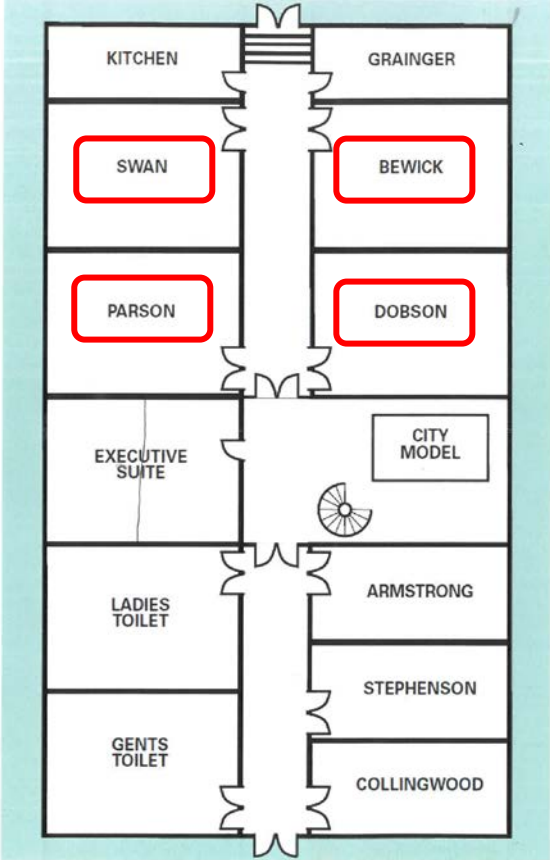 KITCHEN
GRAINGER
SWAN
BEWICK
PARSON
DOBSON
EXECUTIVE
SUITE
CITY
MODEL
LADIES
TOILET
ARMSTRONG
STEPHENSON
GENTS
TOILET
COLLINGWOOD